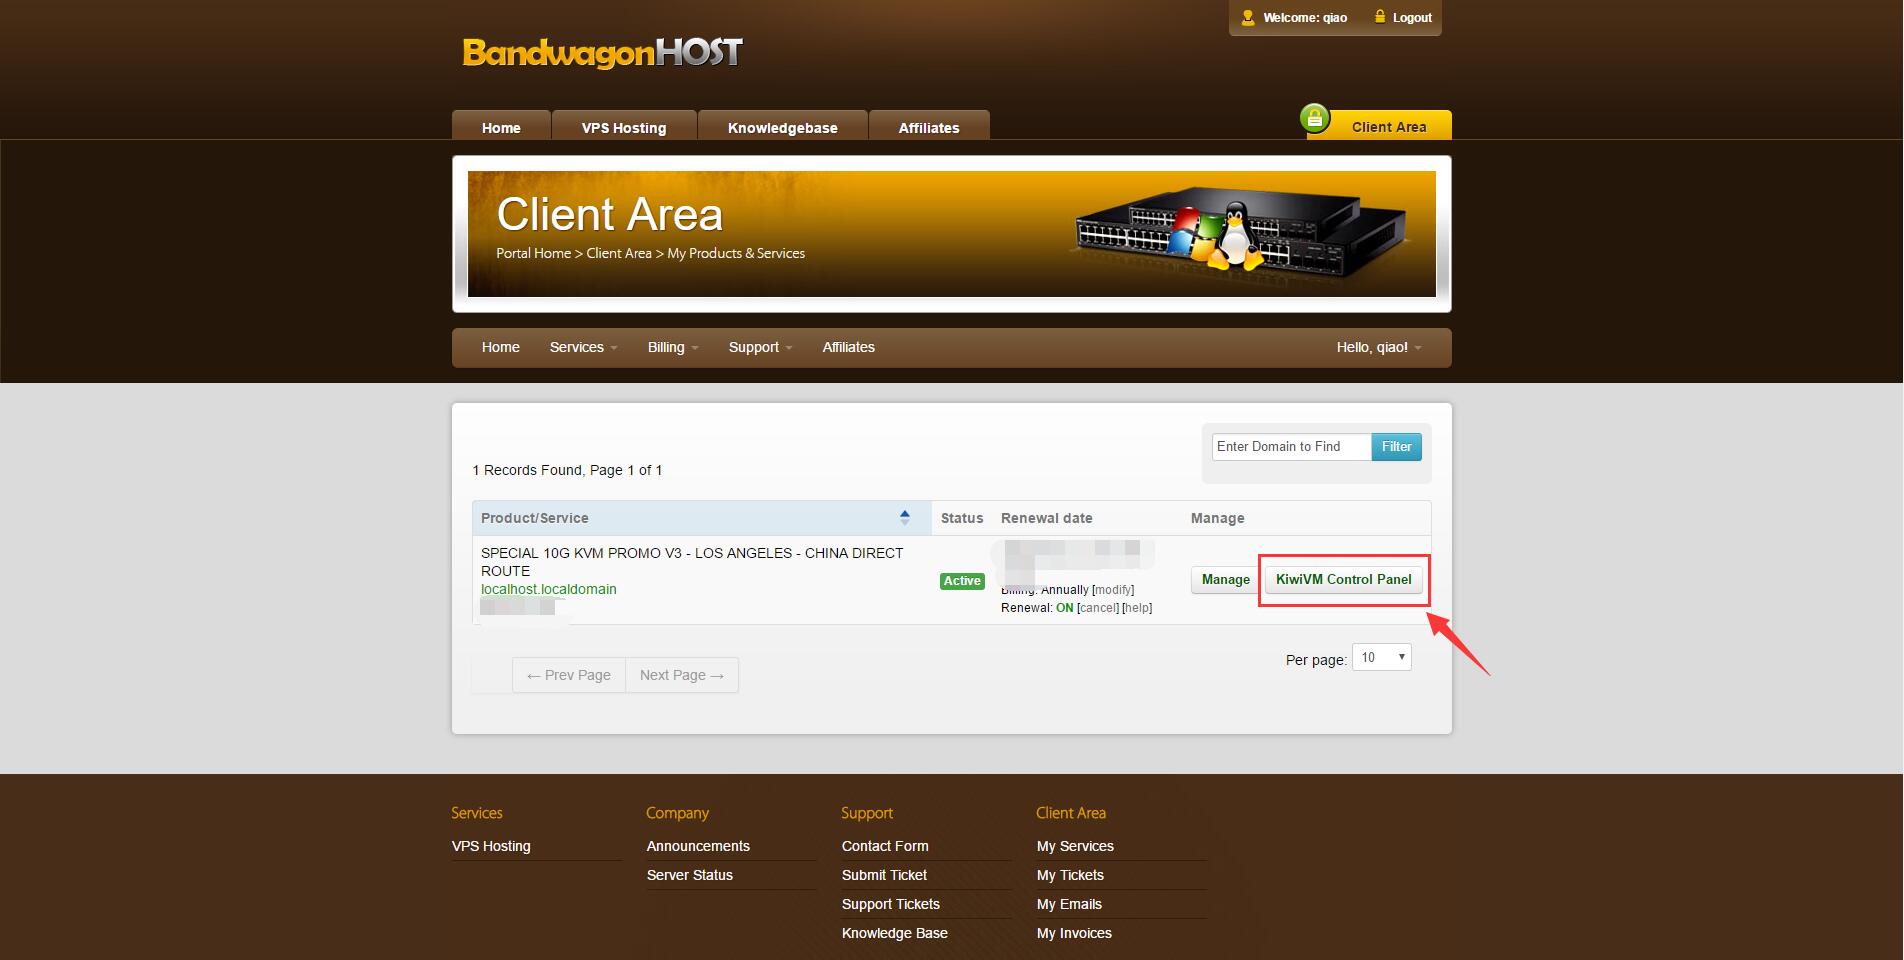 Welcome: qiao Logout
BandwagonHOST
Home VPS Hosting Knowledgebase Affiliates Client Area
Client Area
Portal Home > Client Area > My Products & Services
Home Services Billing Support Affiliates Hello, qiao!
Enter Domain to Find Filter
1 Records Found, Page 1 of 1
Product/Service Status Renewal date Manage
SPECIAL 10G KVM PROMO V3 - LOS ANGELES - CHINA DIRECT
ROUTE
localhost.localdomain
Active
Billing: Annually [modify]
Renewal: ON [cancel] [help]
Manage KiwiVM Control Panel
Per page: 10
← Prev Page Next Page →
Services Company Support Client Area
VPS Hosting Announcements Contact Form My Services
Server Status Submit Ticket My Tickets
Support Tickets My Emails
Knowledge Base My Invoices